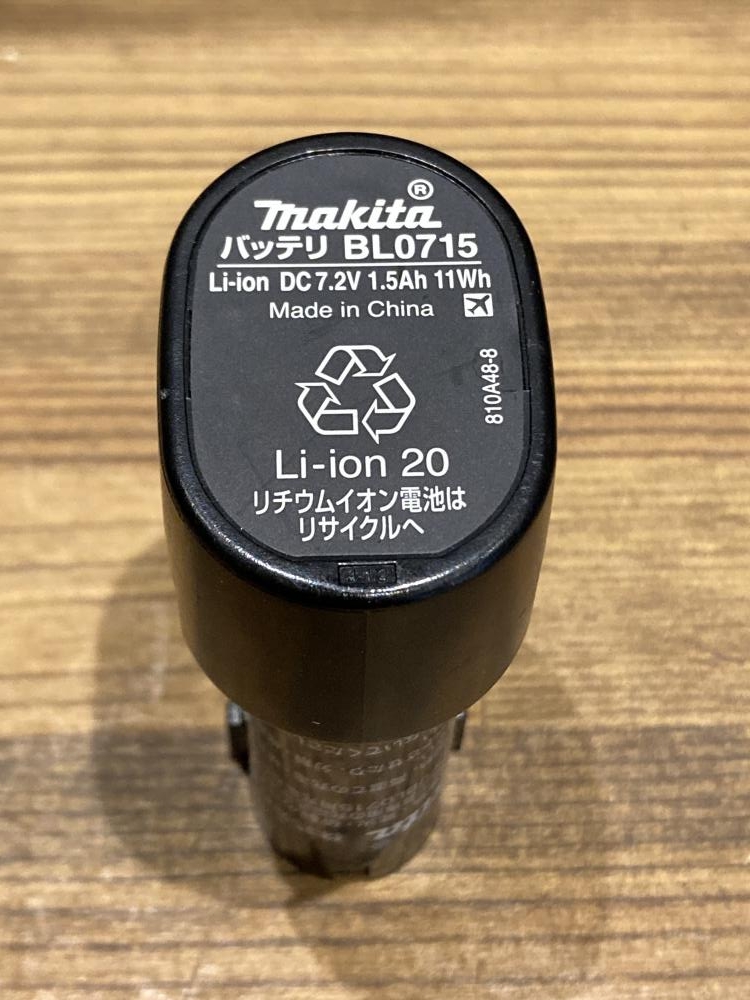 makita®
バッテリ BL0715
Li-ion DC 7.2V 1.5Ah 11Wh
Made in China
810A48-8
Li-ion 20
リチウムイオン電池は
リサイクルへ